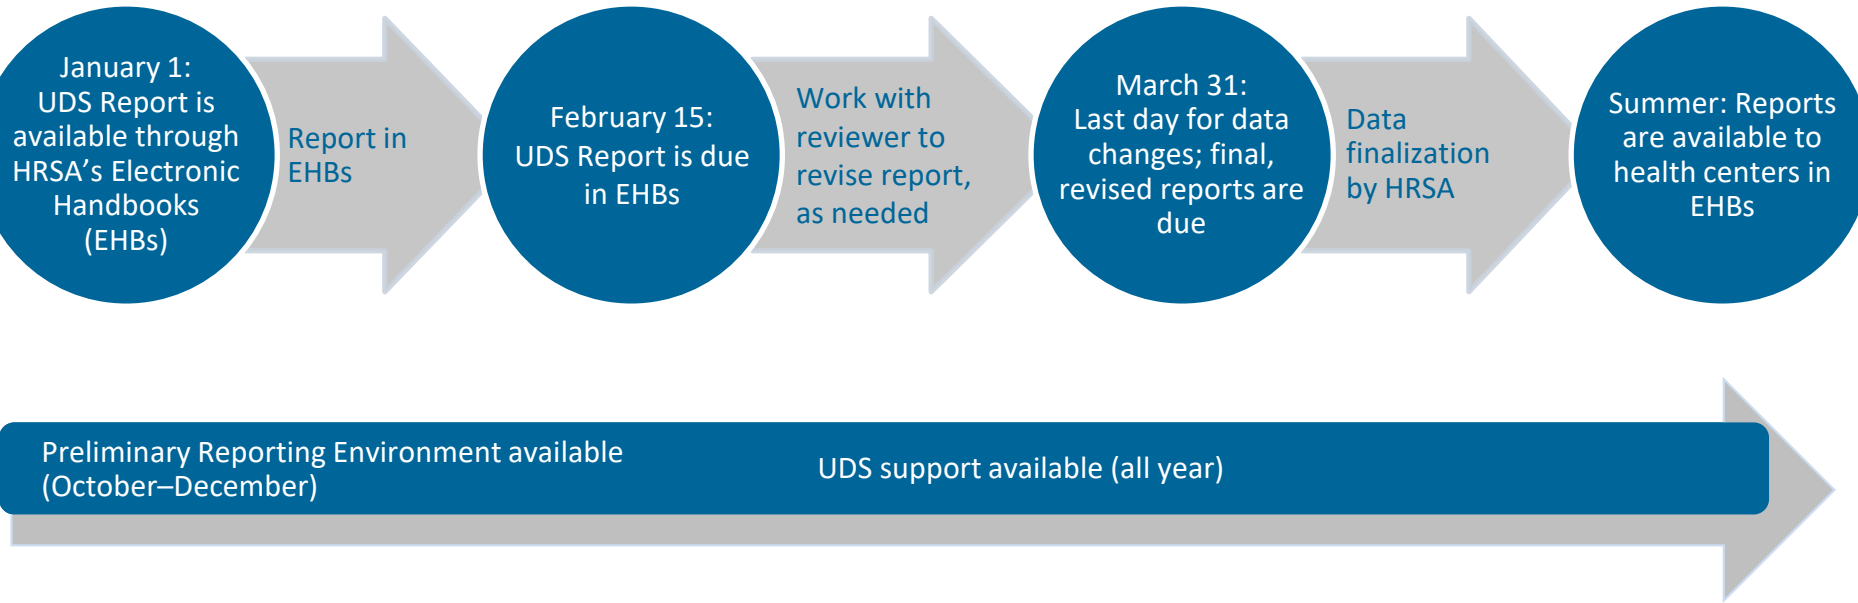 January 1:
UDS Report is
available through
HRSA’s Electronic
Handbooks
(EHBs)
Report in
EHBs
February 15:
UDS Report is due
in EHBs
Work with
reviewer to
revise report,
as needed
March 31:
Last day for data
changes; final,
revised reports are
due
Data
finalization
by HRSA
Summer: Reports
are available to
health centers in
EHBs
Preliminary Reporting Environment available
(October–December)
UDS support available (all year)